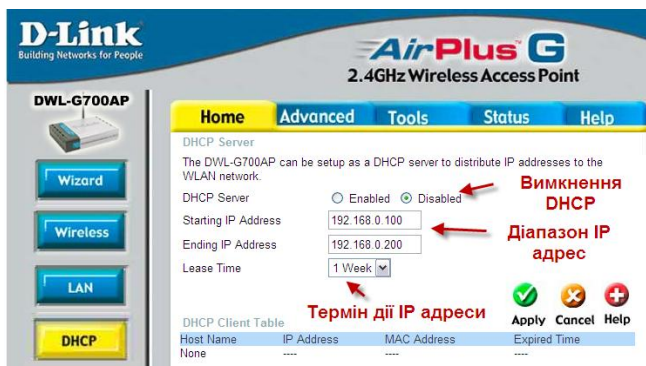 D-Link
Building Networks for People
AirPlus G
2.4GHz Wireless Access Point
DWL-G700AP
Home Advanced Tools Status Help
DHCP Server
The DWL-G700AP can be setup as a DHCP server to distribute IP addresses to the
WLAN network.
Wizard
DHCP Server Enabled Disabled
Вимкнення
DHCP
Starting IP Address 192.168.0.100
Wireless
Діапазон IP
адрес
Ending IP Address 192.168.0.200
Lease Time 1 Week
LAN
Термін дії IP адреси
Apply Cancel Help
DHCP Client Table
DHCP
Host Name IP Address MAC Address Expired Time
None ---- ---- ----